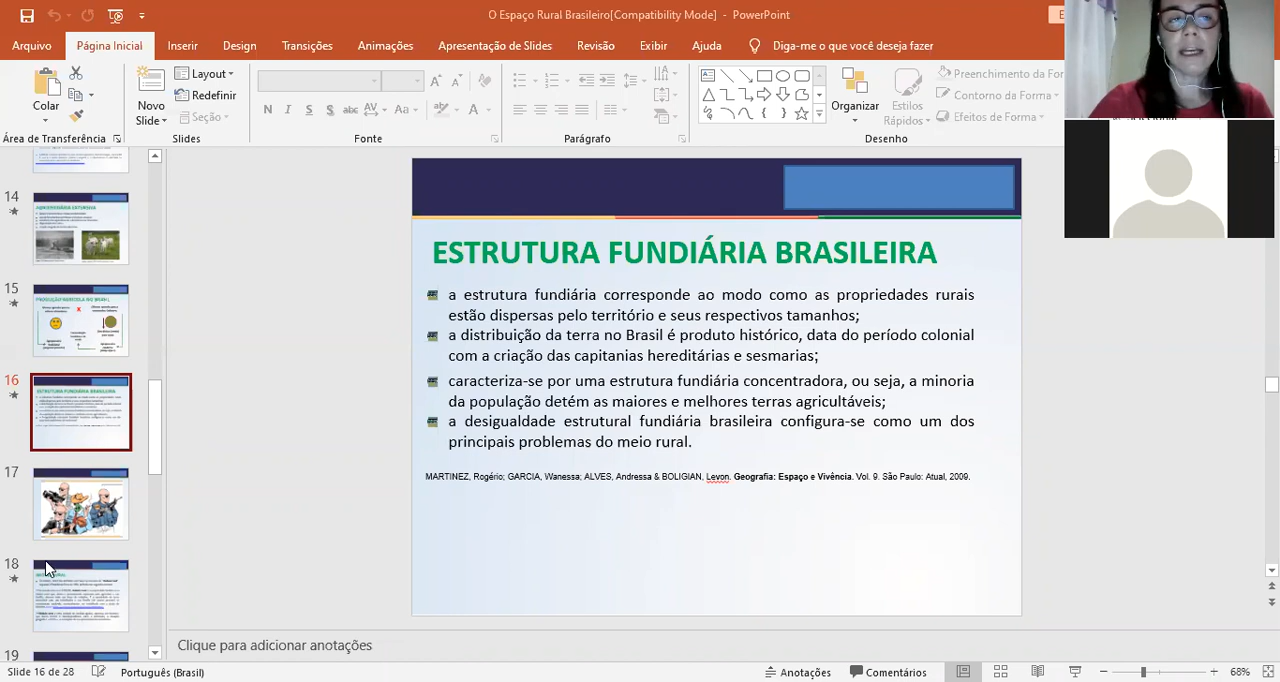 O Espaço Rural Brasileiro[Compatibility Mode] - PowerPoint
Arquivo Página Inicial Inserir Design Transições Animações Apresentação de Slides Revisão Exibir Ajuda Diga-me o que você deseja fazer
Colar
Novo Slide
Layout
Redefinir
Seção
Organizar
Estilos Rápidos
Preenchimento da For
Contorno da Forma
Efeitos de Forma
Área de Transferência Slides Fonte Parágrafo Desenho
14
15
16
17
18
19
ESTRUTURA FUNDIÁRIA BRASILEIRA
a estrutura fundiária corresponde ao modo como as propriedades rurais
estão dispersas pelo território e seus respectivos tamanhos;
a distribuição da terra no Brasil é produto histórico, data do período colonial
com a criação das capitanias hereditárias e sesmarias;
caracterizado por uma estrutura fundiária concentradora, ou seja, a minoria
da população detém as maiores e melhores terras agricultáveis;
a desigualdade estrutural fundiária brasileira configura-se como um dos
principais problemas do meio rural.
MARTINEZ, Rogério; GARCIA, Wanessa; ALVES, Andressa & BOLIGIAN, Levon. Geografia: Espaço e Vivência. Vol. 9. São Paulo: Atual, 2009.
Clique para adicionar anotações
Slide 16 de 28 Português (Brasil) Anotações Comentários 68%